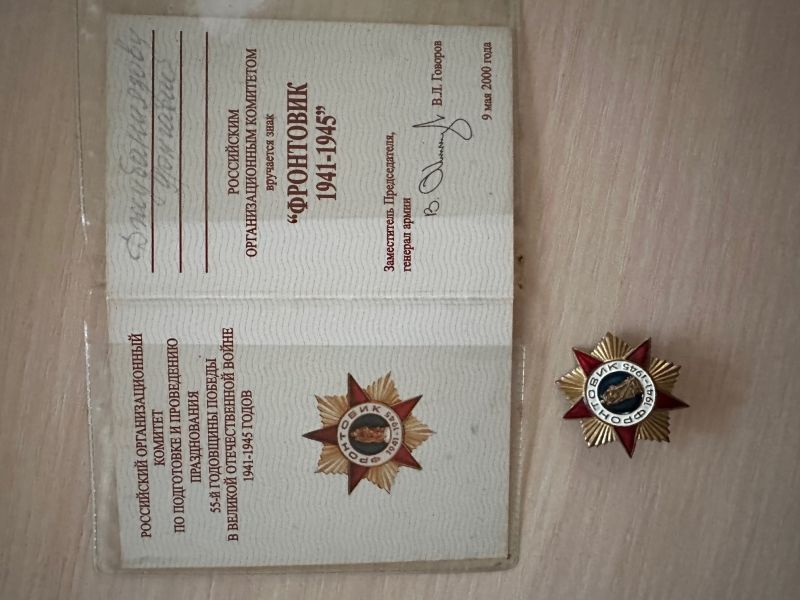 РОССИЙСКИЙ ОРГАНИЗАЦИОННЫЙ
КОМИТЕТ
ПО ПОДГОТОВКЕ И ПРОВЕДЕНИЮ
ПРАЗДНОВАНИЯ
55-Й ГОДОВЩИНЫ ПОБЕДЫ
В ВЕЛИКОЙ ОТЕЧЕСТВЕННОЙ ВОЙНЕ
1941-1945 ГОДОВ
ФРОНТОВИК
1941-1945
РОССИЙСКИМ
ОРГАНИЗАЦИОННЫМ КОМИТЕТОМ
вручается знак
“ФРОНТОВИК
1941-1945”
Заместитель Председателя,
генерал армии
В.Л. Говоров
9 мая 2000 года
ФРОНТОВИК
1941-1945